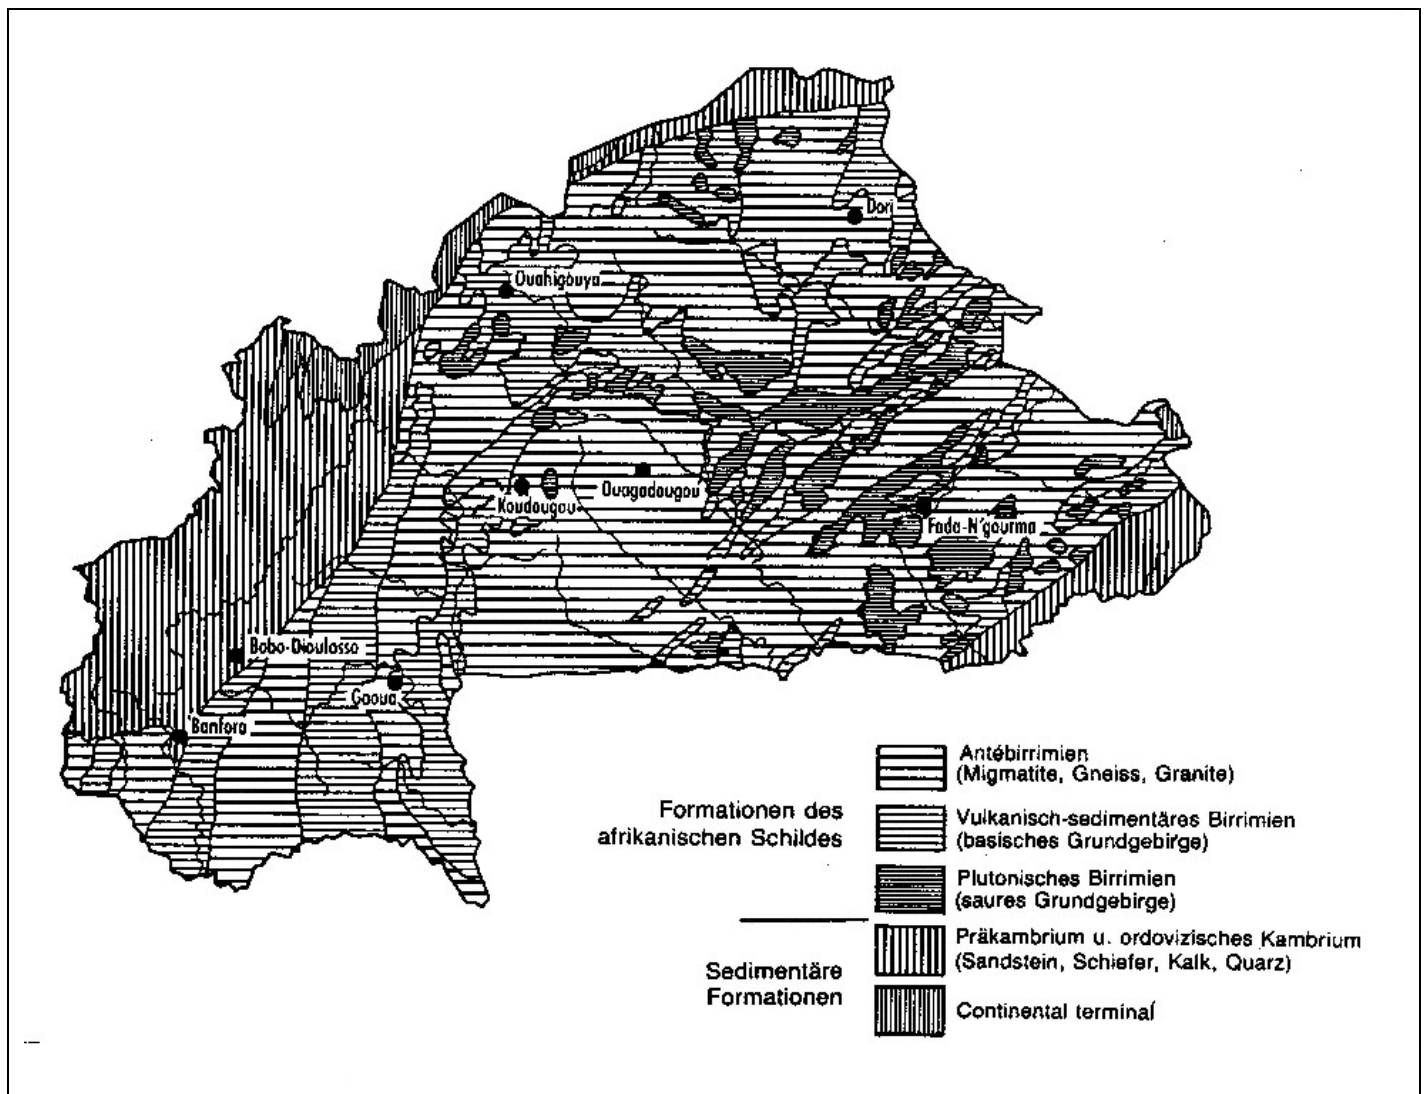 Dori
Ouahigouya
Ouagadougou
Koudougou
Fada-N'gourma
Bobo-Dioulasso
Gaoua
Banfora
Formationen des
afrikanischen Schildes
Antébirrimien
(Migmatite, Gneiss, Granite)
Vulkanisch-sedimentäres Birrimien
(basisches Grundgebirge)
Plutonisches Birrimien
(saures Grundgebirge)
Sedimentäre
Formationen
Präkambrium u. ordovizisches Kambrium
(Sandstein, Schiefer, Kalk, Quarz)
Continental terminal